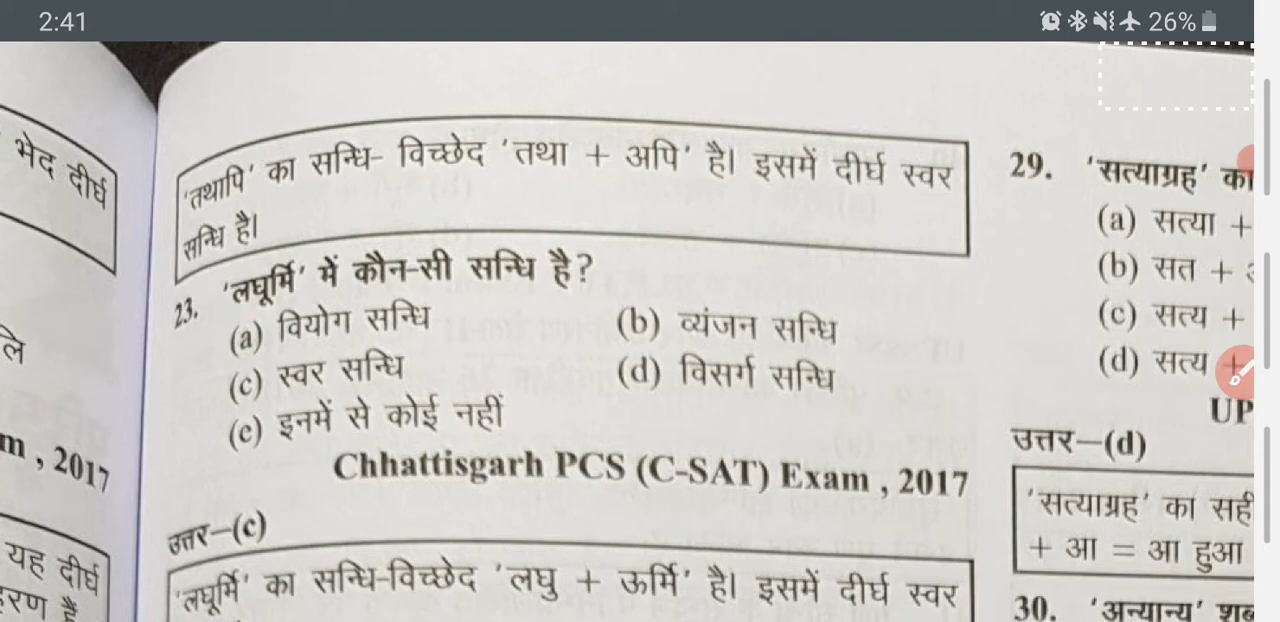 2:41
26%
भेद दीर्घ
लि
m , 2017
यह दीर्घ
हरण है
'तथापि' का सन्धि- विच्छेद 'तथा + अपि' है। इसमें दीर्घ स्वर
सन्धि है।
23. 'लघूर्मि' में कौन-सी सन्धि है?
(a) वियोग सन्धि (b) व्यंजन सन्धि
(c) स्वर सन्धि (d) विसर्ग सन्धि
(e) इनमें से कोई नहीं
Chhattisgarh PCS (C-SAT) Exam , 2017
उत्तर–(c)
'लघूर्मि' का सन्धि-विच्छेद 'लघु + ऊर्मि' है। इसमें दीर्घ स्वर
29. 'सत्याग्रह' का
(a) सत्या +
(b) सत +
(c) सत्य +
(d) सत्य +
UP
उत्तर–(d)
'सत्याग्रह' का सही
+ आ = आ हुआ
30. 'अन्यान्य' शब्